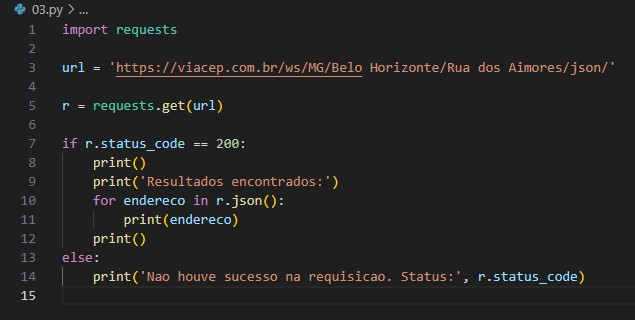 03.py > ...
1 import requests
2
3 url = 'https://viacep.com.br/ws/MG/Belo Horizonte/Rua dos Aimores/json/'
4
5 r = requests.get(url)
6
7 if r.status_code == 200:
8     print()
9     print('Resultados encontrados:')
10     for endereco in r.json():
11         print(endereco)
12     print()
13 else:
14     print('Nao houve sucesso na requisicao. Status:', r.status_code)
15